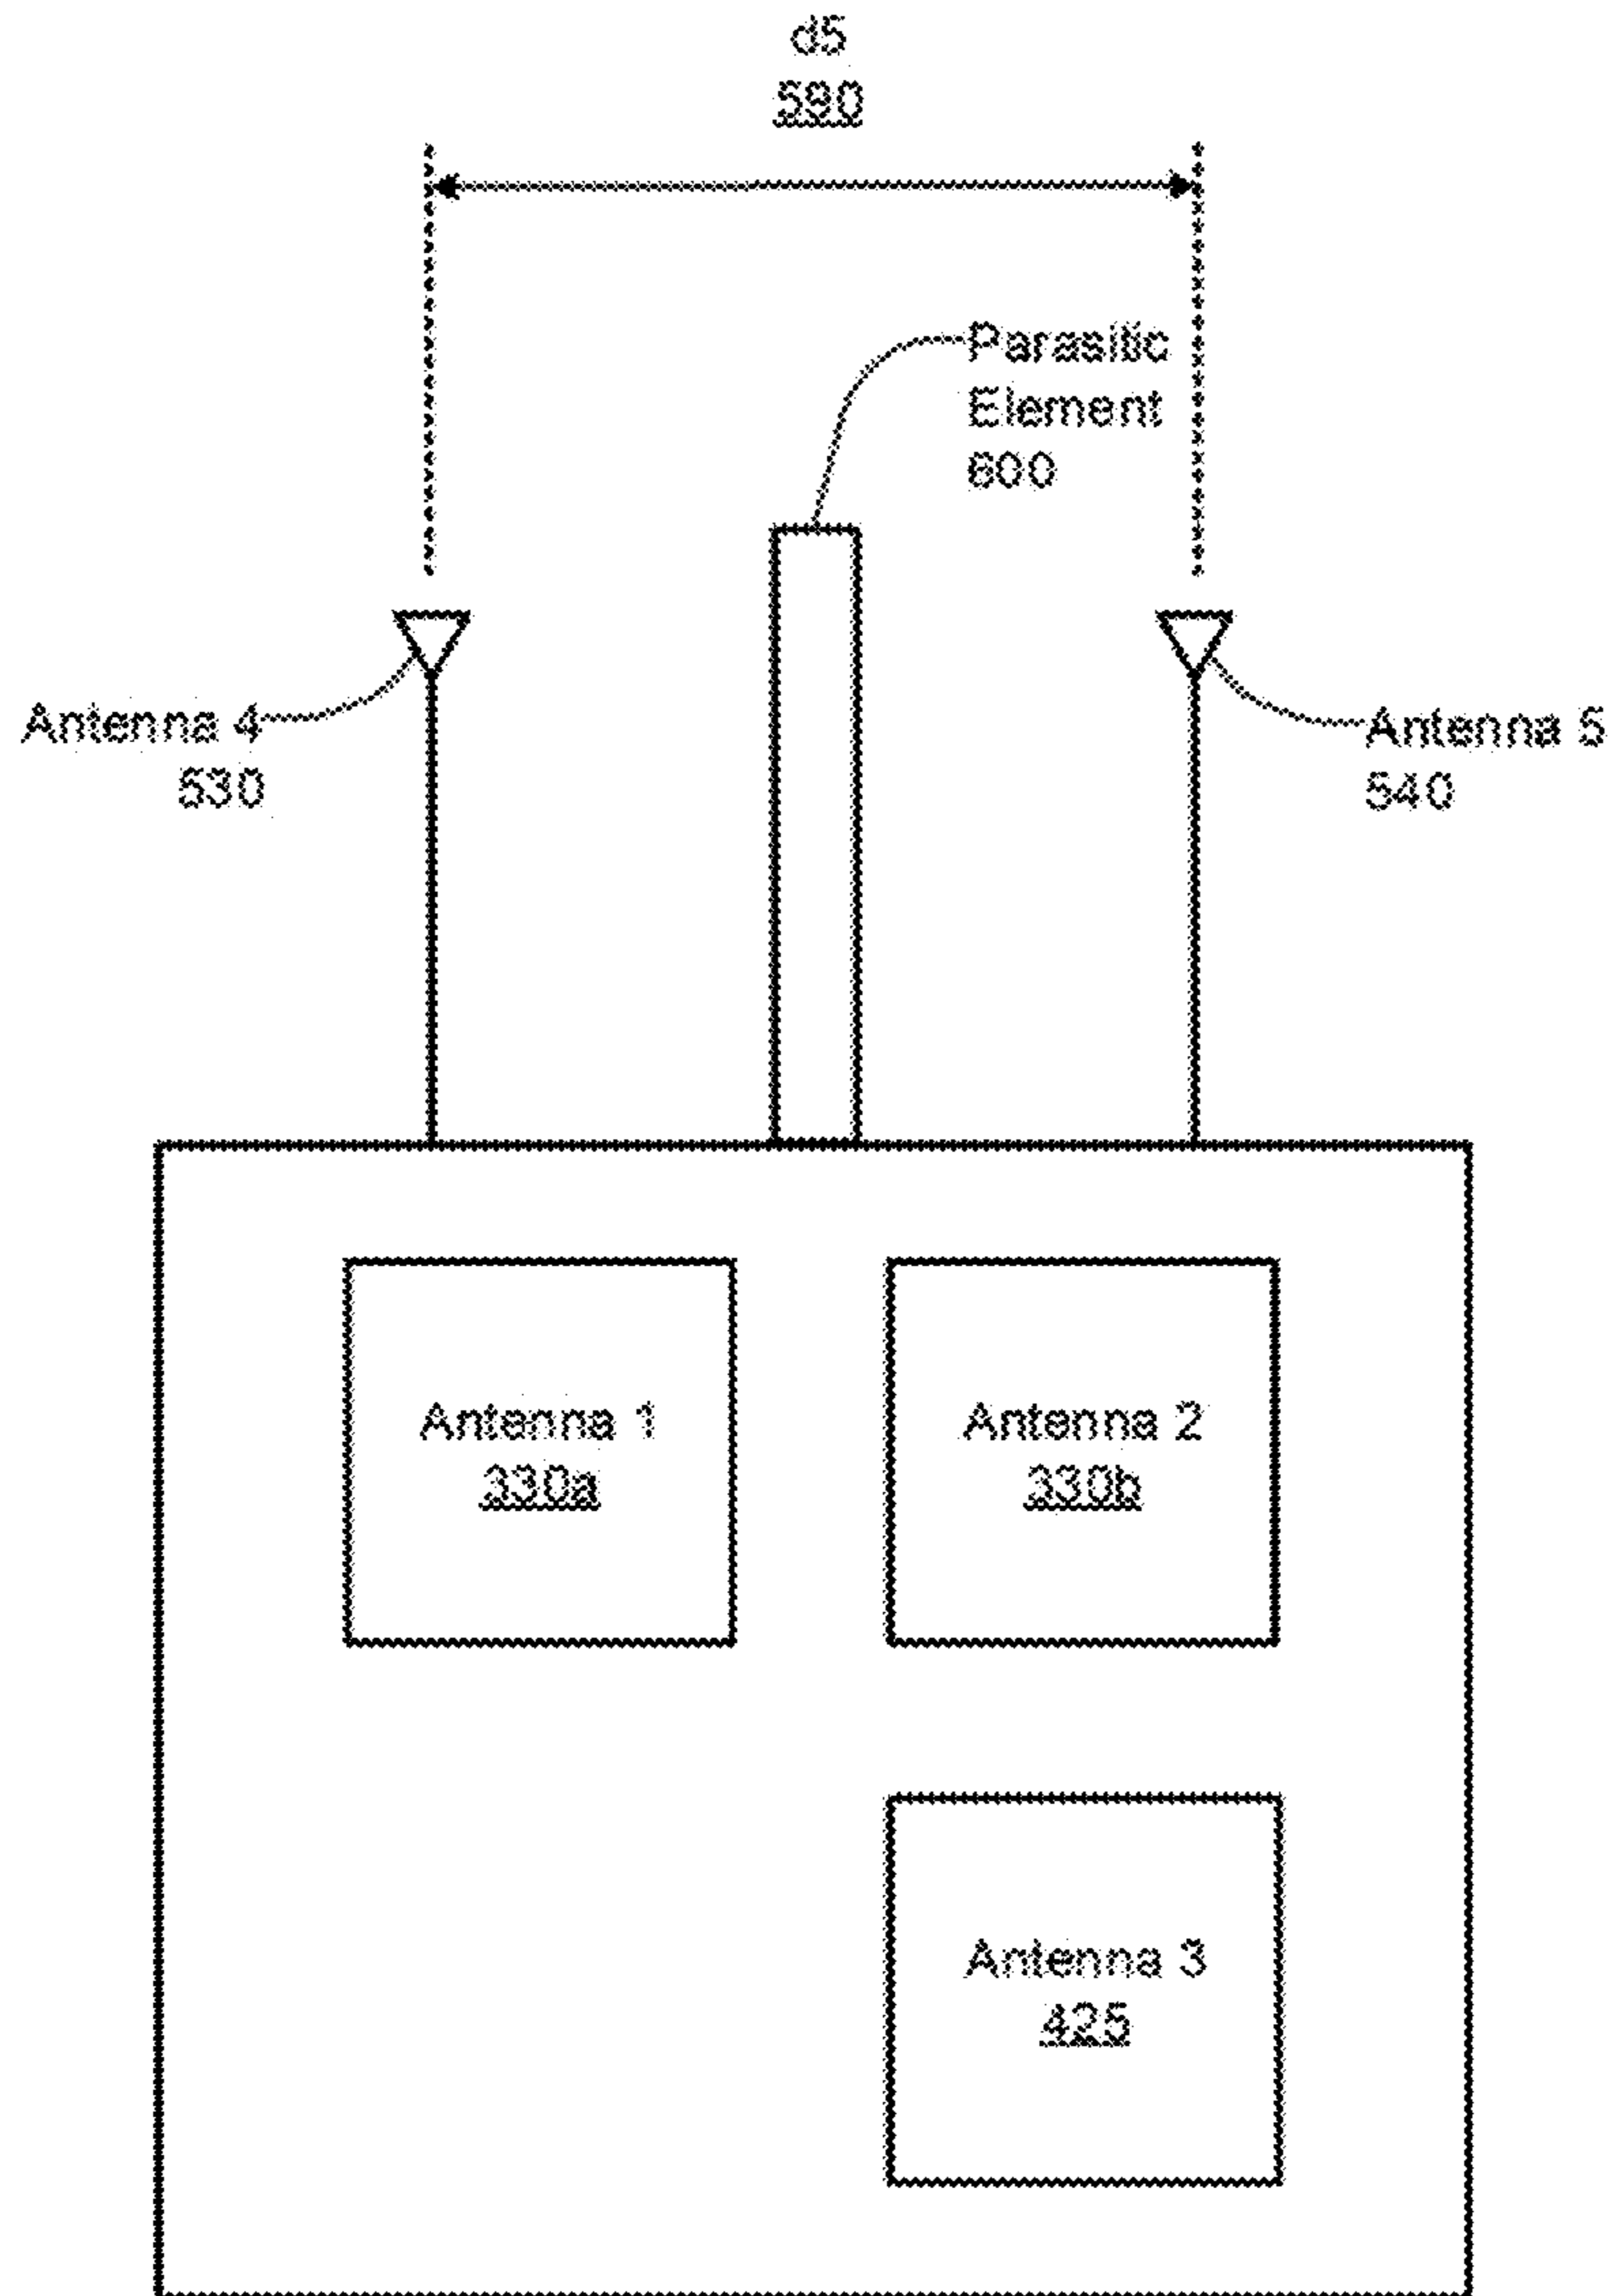 d5
590
Parasitic
Element
600
Antenna 4
530
Antenna 5
540
Antenna 1
330a
Antenna 2
330b
Antenna 3
425